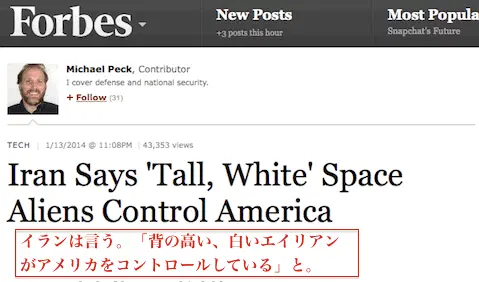 Forbes
New Posts
+3 posts this hour
Most Popula
Snapchat's Future
Michael Peck, Contributor
I cover defense and national security.
+ Follow (31)
TECH | 1/13/2014 @ 11:08PM | 43,353 views
Iran Says 'Tall, White' Space
Aliens Control America
イランは言う。「背の高い、白いエイリアン
がアメリカをコントロールしている」と。